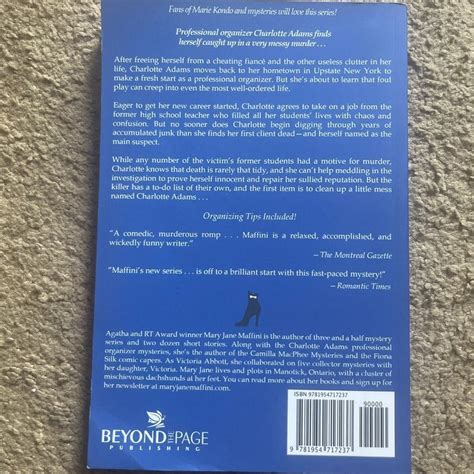 Fans of Marie Kondo and mysteries will love this series!
Professional organizer Charlotte Adams finds
herself caught up in a very messy murder . . .
After freeing herself from a cheating fiancé and the other useless clutter in her
life, Charlotte Adams moves back to her hometown in Upstate New York to
make a fresh start as a professional organizer. But she's about to learn that foul
play can creep into even the most well-ordered life.
Eager to get her new career started, Charlotte agrees to take on a job from the
former high school teacher who filled all her students' lives with chaos and
confusion. But no sooner does Charlotte begin digging through years of
accumulated junk than she finds her first client dead—and herself named as the
main suspect.
While any number of the victim's former students had a motive for murder,
Charlotte knows that death is rarely that tidy, and she can't help meddling in the
investigation to prove herself innocent and repair her sullied reputation. But the
killer has a to-do list of their own, and the first item is to clean up a little mess
named Charlotte Adams . . .
Organizing Tips Included!
"A comedic, murderous romp . . . Maffini is a relaxed, accomplished, and
wickedly funny writer."
—The Montreal Gazette
"Maffini's new series . . . is off to a brilliant start with this fast-paced mystery!"
—Romantic Times
Agatha and RT Award winner Mary Jane Maffini is the author of three and a half mystery
series and two dozen short stories. Along with the Charlotte Adams professional
organizer mysteries, she's the author of the Camilla MacPhee Mysteries and the Fiona
Silk comic capers. As Victoria Abbott, she collaborated on five collector mysteries with
her daughter, Victoria. Mary Jane lives and plots in Manotick, Ontario, with a cluster of
mischievous dachshunds at her feet. You can read more about her books and sign up for
her newsletter at maryjanemaffini.com.
BEYOND THE PAGE
PUBLISHING
ISBN 9781954717237
90000
9 781954 717237